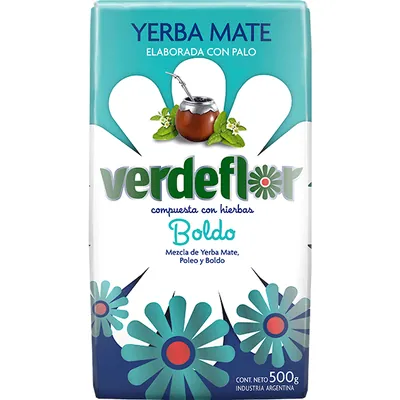 YERBA MATE
ELABORADA CON PALO
verdeflor
compuesta con hierbas
Boldo
Mezcla de Yerba Mate,
Poleo y Boldo
CONT. NETO 500g
INDUSTRIA ARGENTINA